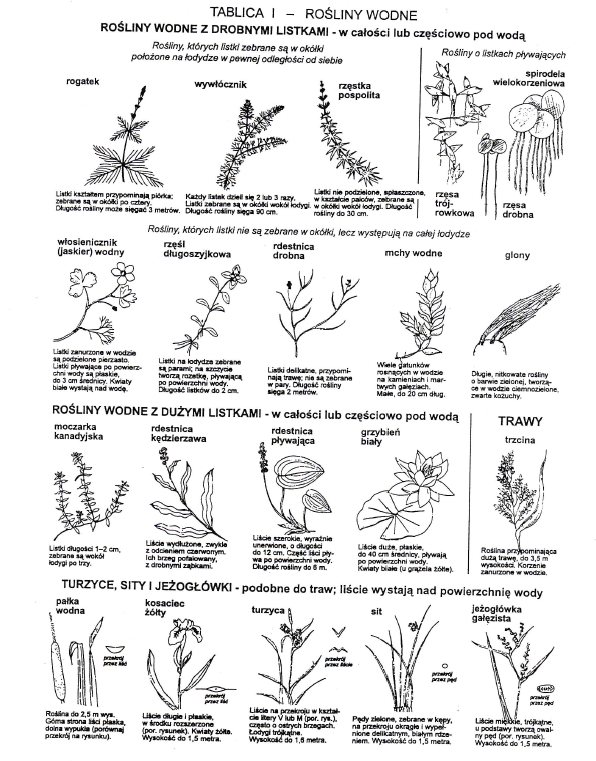 TABLICA I – ROŚLINY WODNE
ROŚLINY WODNE Z DROBNYMI LISTKAMI - w całości lub częściowo pod wodą
Rośliny, których listki zebrane są w okółki
położone na łodydze w pewnej odległości od siebie
Rośliny o listkach pływających
rogatek
wywłócznik
rzęstka
pospolita
spirodela
wielokorzeniowa
Listki kształtem przypominają piórka;
zebrane są w okółki po cztery.
Długość rośliny może sięgać 3 metrów.
Każdy listek dzieli się 2 lub 3 razy.
Listki zebrane są w okółki wokół łodygi.
Długość rośliny sięga 90 cm.
Listki nie podzielone, spłaszczone,
w kształcie palców, zebrane są
w okółki wokół łodygi. Długość
rośliny do 30 cm.
rzęsa
trój-
rowkowa
rzęsa
drobna
Rośliny, których listki nie są zebrane w okółki, lecz występują na całej łodydze
włosienicznik
(jaskier) wodny
rzęśl
długoszyjkowa
rdestnica
drobna
mchy wodne
glony
Listki zanurzone w wodzie
są podzielone pierzasto.
Listki pływające po powierz-
chni wody są płaskie,
do 3 cm średnicy. Kwiaty
białe wystają nad wodę.
Listki na łodydze zebrane
są parami; na szczycie
tworzą rozetkę, pływającą
po powierzchni wody.
Długość listków do 2 cm.
Listki delikatne, przypomi-
nają trawę; nie są zebrane
w pary. Długość rośliny
sięga 2 metrów.
Wiele gatunków
rosnących w wodzie
na kamieniach i mar-
twych gałęziach.
Małe, do 20 cm dług.
Długie, nitkowate rośliny
o barwie zielonej, tworzą-
ce w wodzie ciemnozielone,
zwarte kożuchy.
ROŚLINY WODNE Z DUŻYMI LISTKAMI - w całości lub częściowo pod wodą
TRAWY
moczarka
kanadyjska
rdestnica
kędzierzawa
rdestnica
pływająca
grzybień
biały
trzcina
Listki długości 1–2 cm,
zebrane są wokół
łodygi po trzy.
Liście wydłużone, zwykle
z odcieniem czerwonym.
Ich brzeg pofalowany,
z drobnymi ząbkami.
Liście szerokie, wyraźnie
unerwione, o długości
do 12 cm. Część liści pły-
wa po powierzchni wody.
Długość rośliny do 6 m.
Liście duże, płaskie,
do 40 cm średnicy, pływają
po powierzchni wody.
Kwiaty białe (u grążela żółte).
Roślina przypominająca
dużą trawę, do 3,5 m
wysokości. Korzenie
zanurzone w wodzie.
TURZYCE, SITY I JEŻOGŁÓWKI - podobne do traw; liście wystają nad powierzchnię wody
pałka
wodna
kosaciec
żółty
turzyca
sit
jeżogłówka
gałęzista
przekrój
przez liść
przekrój
przez liść
przekrój
przez liście
przekrój
przez pęd
przekrój
przez pęd
Roślina do 2,5 m wys.
Górna strona liści płaska,
dolna wypukła (porównaj
przekrój na rysunku).
Liście długie i płaskie,
w środku rozszerzone
(por. rysunek). Kwiaty żółte.
Wysokość do 1,5 metra.
Liście na przekroju w kształ-
cie litery V lub M (por. rys.),
często o ostrych brzegach.
Łodygi trójkątne.
Wysokość do 1,6 metra.
Pędy zielone, zebrane w kępy,
na przekroju okrągłe i wypeł-
nione delikatnym, białym rdze-
niem. Wysokość do 1,5 metra.
Liście miękkie, trójkątne,
u podstawy tworzą owal-
ny pęd (por. rysunek).
Wysokość do 1,5 metra.